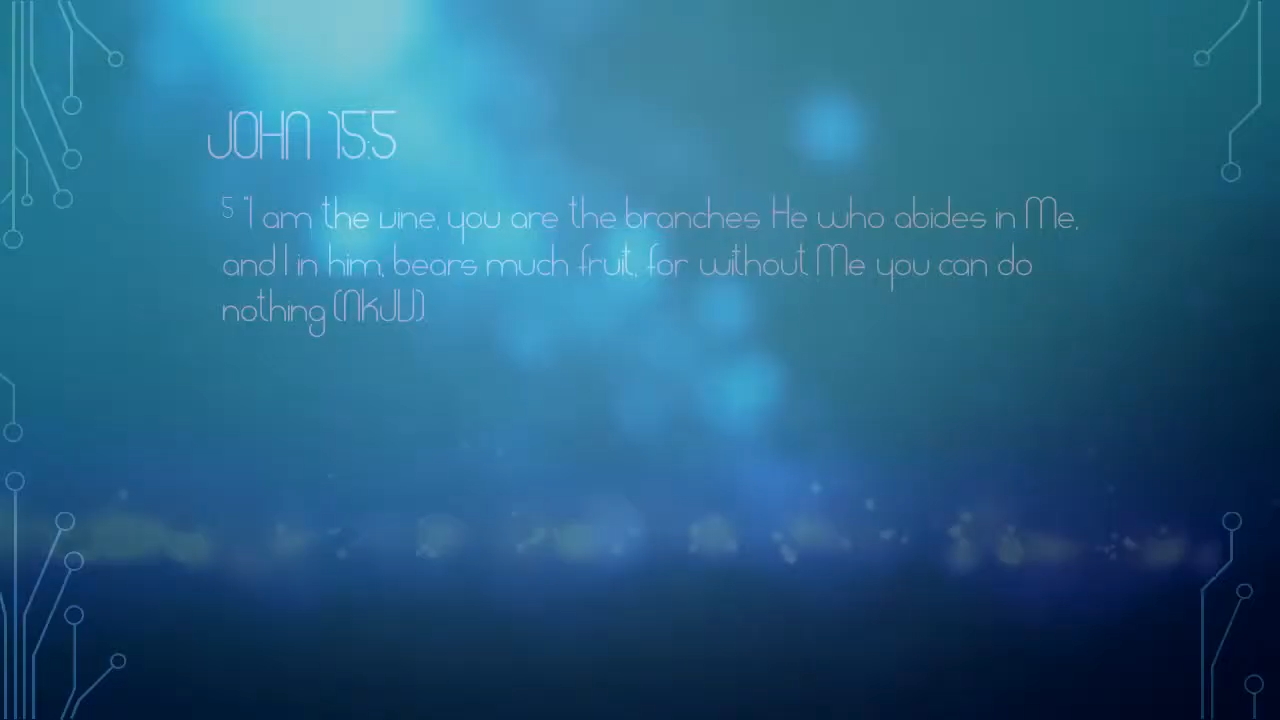 JOHN 15:5
5 "I am the vine, you are the branches. He who abides in Me,
and I in him, bears much fruit; for without Me you can do
nothing (NKJV)